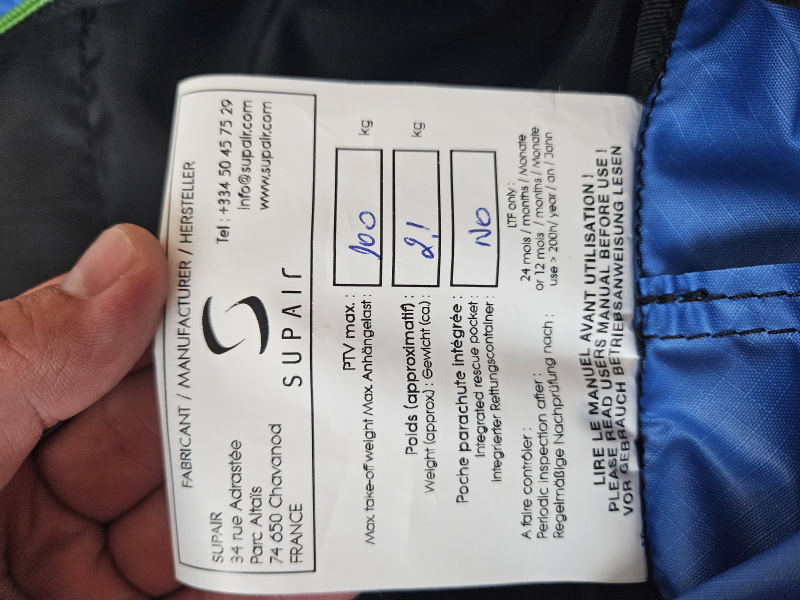 FABRICANT / MANUFACTURER / HERSTELLER
SUPAIR
34 rue Adrastée
Parc Altaïs
74 650 Chavanod
FRANCE
SUPAIR
Tel : +334 50 45 75 29
info@supair.com
www.supair.com
PTV max. :
Max take-off weight Max. Anhängelast :
100 kg
Poids (approximatif) :
Weight (approx) : Gewicht (ca) :
2,1 kg
Poche parachute intégrée :
Integrated rescue pocket :
Integrierter Rettungscontainer :
NO
A faire contrôler :
Periodic inspection after :
Regelmäßige Nachprüfung nach :
LTF only :
24 mois / months / Monate
or 12 mois / months / Monate
use > 200h/ year / an / Jahr
LIRE LE MANUEL AVANT UTILISATION !
PLEASE READ USERS MANUAL BEFORE USE !
VOR GEBRAUCH BETRIEBSANWEISUNG LESEN